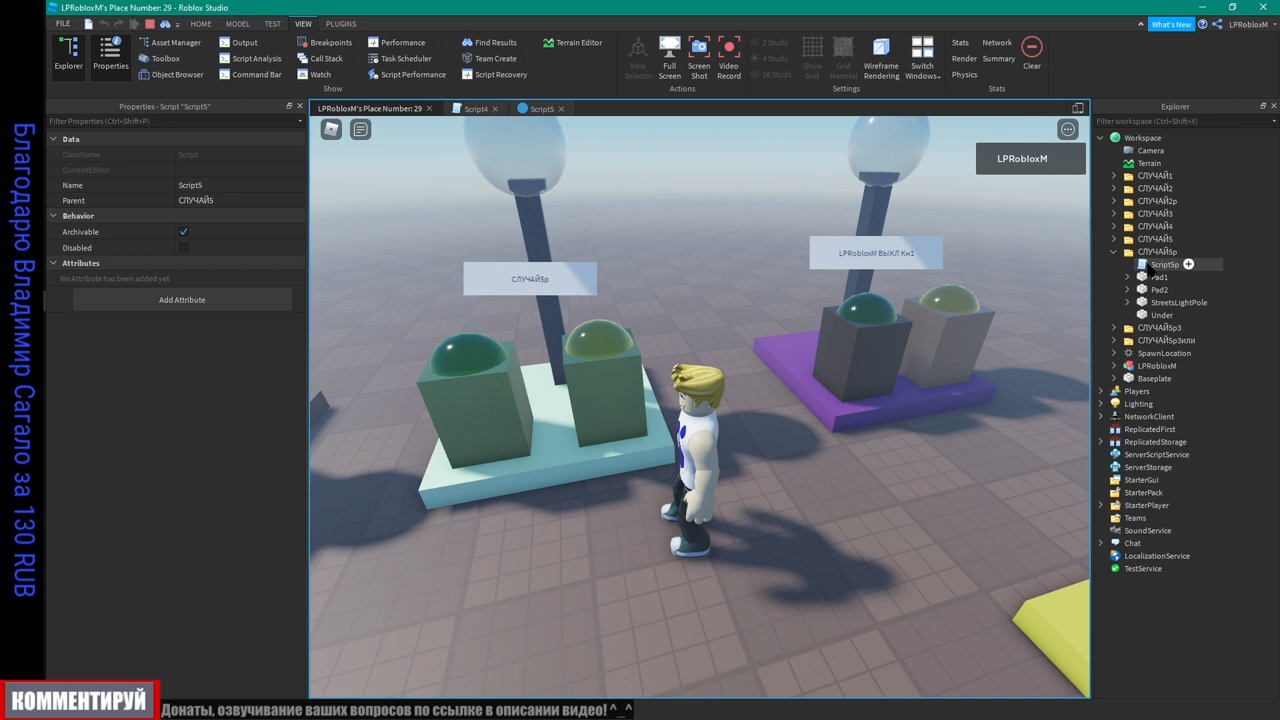 LPRobloxM's Place Number: 29 - Roblox Studio
FILE
HOME
MODEL
TEST
VIEW
PLUGINS
What's New
LPRobloxM
Explorer
Properties
Asset Manager
Toolbox
Object Browser
Output
Script Analysis
Command Bar
Breakpoints
Call Stack
Watch
Performance
Task Scheduler
Script Performance
Find Results
Team Create
Script Recovery
Terrain Editor
Show
View
Selector
Full
Screen
Screen
Shot
Video
Record
Actions
2 Studs
4 Studs
16 Studs
Show
Grid
Grid
Material
Wireframe
Rendering
Switch
Windows
Settings
Stats
Render
Physics
Network
Summary
Clear
Stats
Properties - Script "Script5"
Filter Properties (Ctrl+Shift+P)
Data
ClassName Script
CurrentEditor
Name Script5
Parent СЛУЧАЙ5
Behavior
Archivable
Disabled
Attributes
No Attribute has been added yet
Add Attribute
LPRobloxM's Place Number: 29
Script4
Script5
LPRobloxM
СЛУЧАЙ5р
LPRobloxM ВЫКЛ Кн1
Explorer
Filter workspace (Ctrl+Shift+X)
Workspace
Camera
Terrain
СЛУЧАЙ1
СЛУЧАЙ2
СЛУЧАЙ2р
СЛУЧАЙ3
СЛУЧАЙ4
СЛУЧАЙ5
СЛУЧАЙ5р
Script5p
Pad1
Pad2
StreetsLightPole
Under
СЛУЧАЙ5р3
СЛУЧАЙ5р3или
SpawnLocation
LPRobloxM
Baseplate
Players
Lighting
NetworkClient
ReplicatedFirst
ReplicatedStorage
ServerScriptService
ServerStorage
StarterGui
StarterPack
StarterPlayer
Teams
SoundService
Chat
LocalizationService
TestService
Благодарю Владимир Сагало за 130 RUB
КОММЕНТИРУЙ
Донаты, озвучивание ваших вопросов по ссылке в описании видео! ^_^